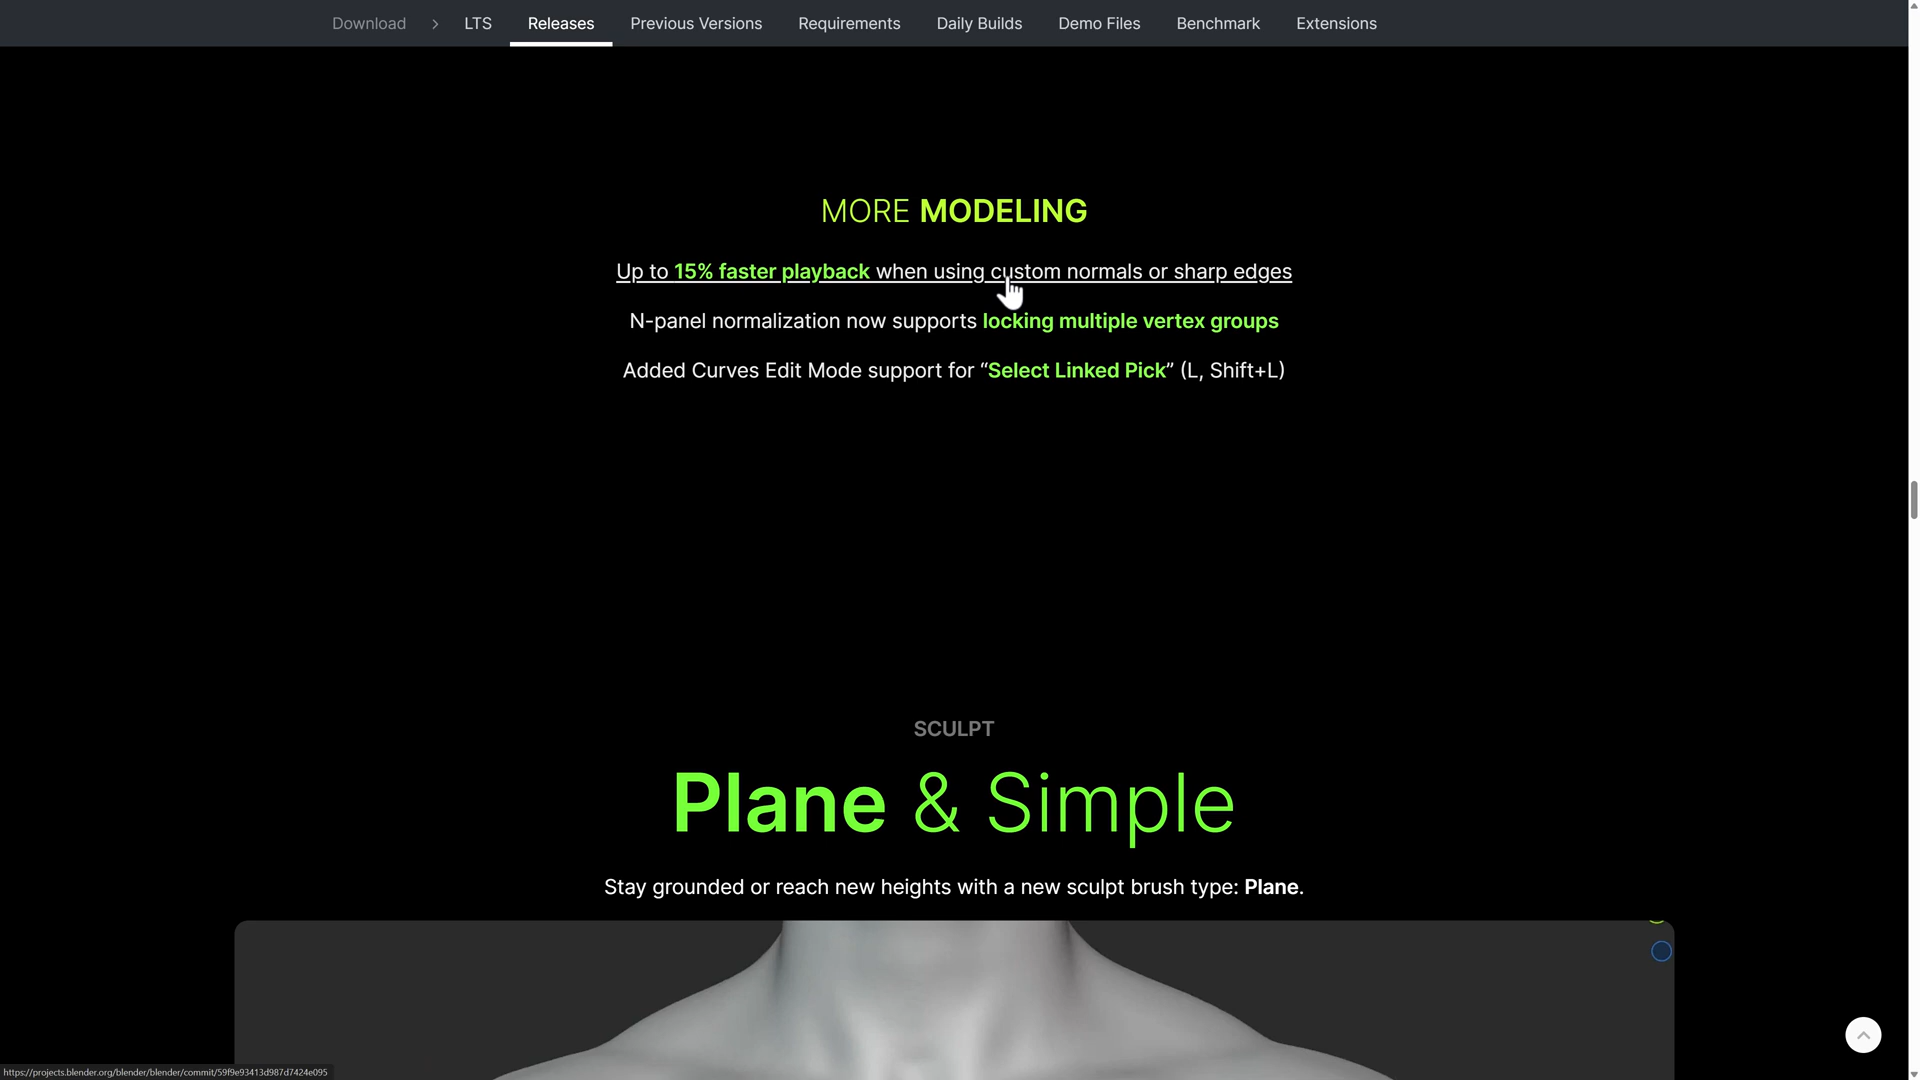 Download > LTS Releases Previous Versions Requirements Daily Builds Demo Files Benchmark Extensions
MORE MODELING
Up to 15% faster playback when using custom normals or sharp edges
N-panel normalization now supports locking multiple vertex groups
Added Curves Edit Mode support for “Select Linked Pick” (L, Shift+L)
SCULPT
Plane & Simple
Stay grounded or reach new heights with a new sculpt brush type: Plane.
https://projects.blender.org/blender/blender/commit/59f9e93413d987d7424e095